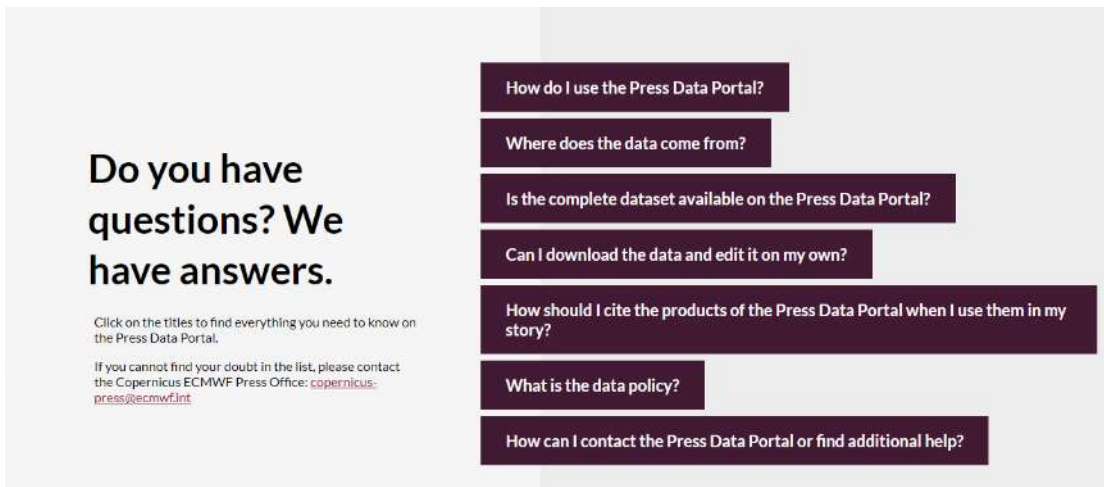 Do you have
questions? We
have answers.
Click on the titles to find everything you need to know on
the Press Data Portal.
If you cannot find your doubt in the list, please contact
the Copernicus ECMWF Press Office: copernicus-
press@ecmwf.int
How do I use the Press Data Portal?
Where does the data come from?
Is the complete dataset available on the Press Data Portal?
Can I download the data and edit it on my own?
How should I cite the products of the Press Data Portal when I use them in my
story?
What is the data policy?
How can I contact the Press Data Portal or find additional help?